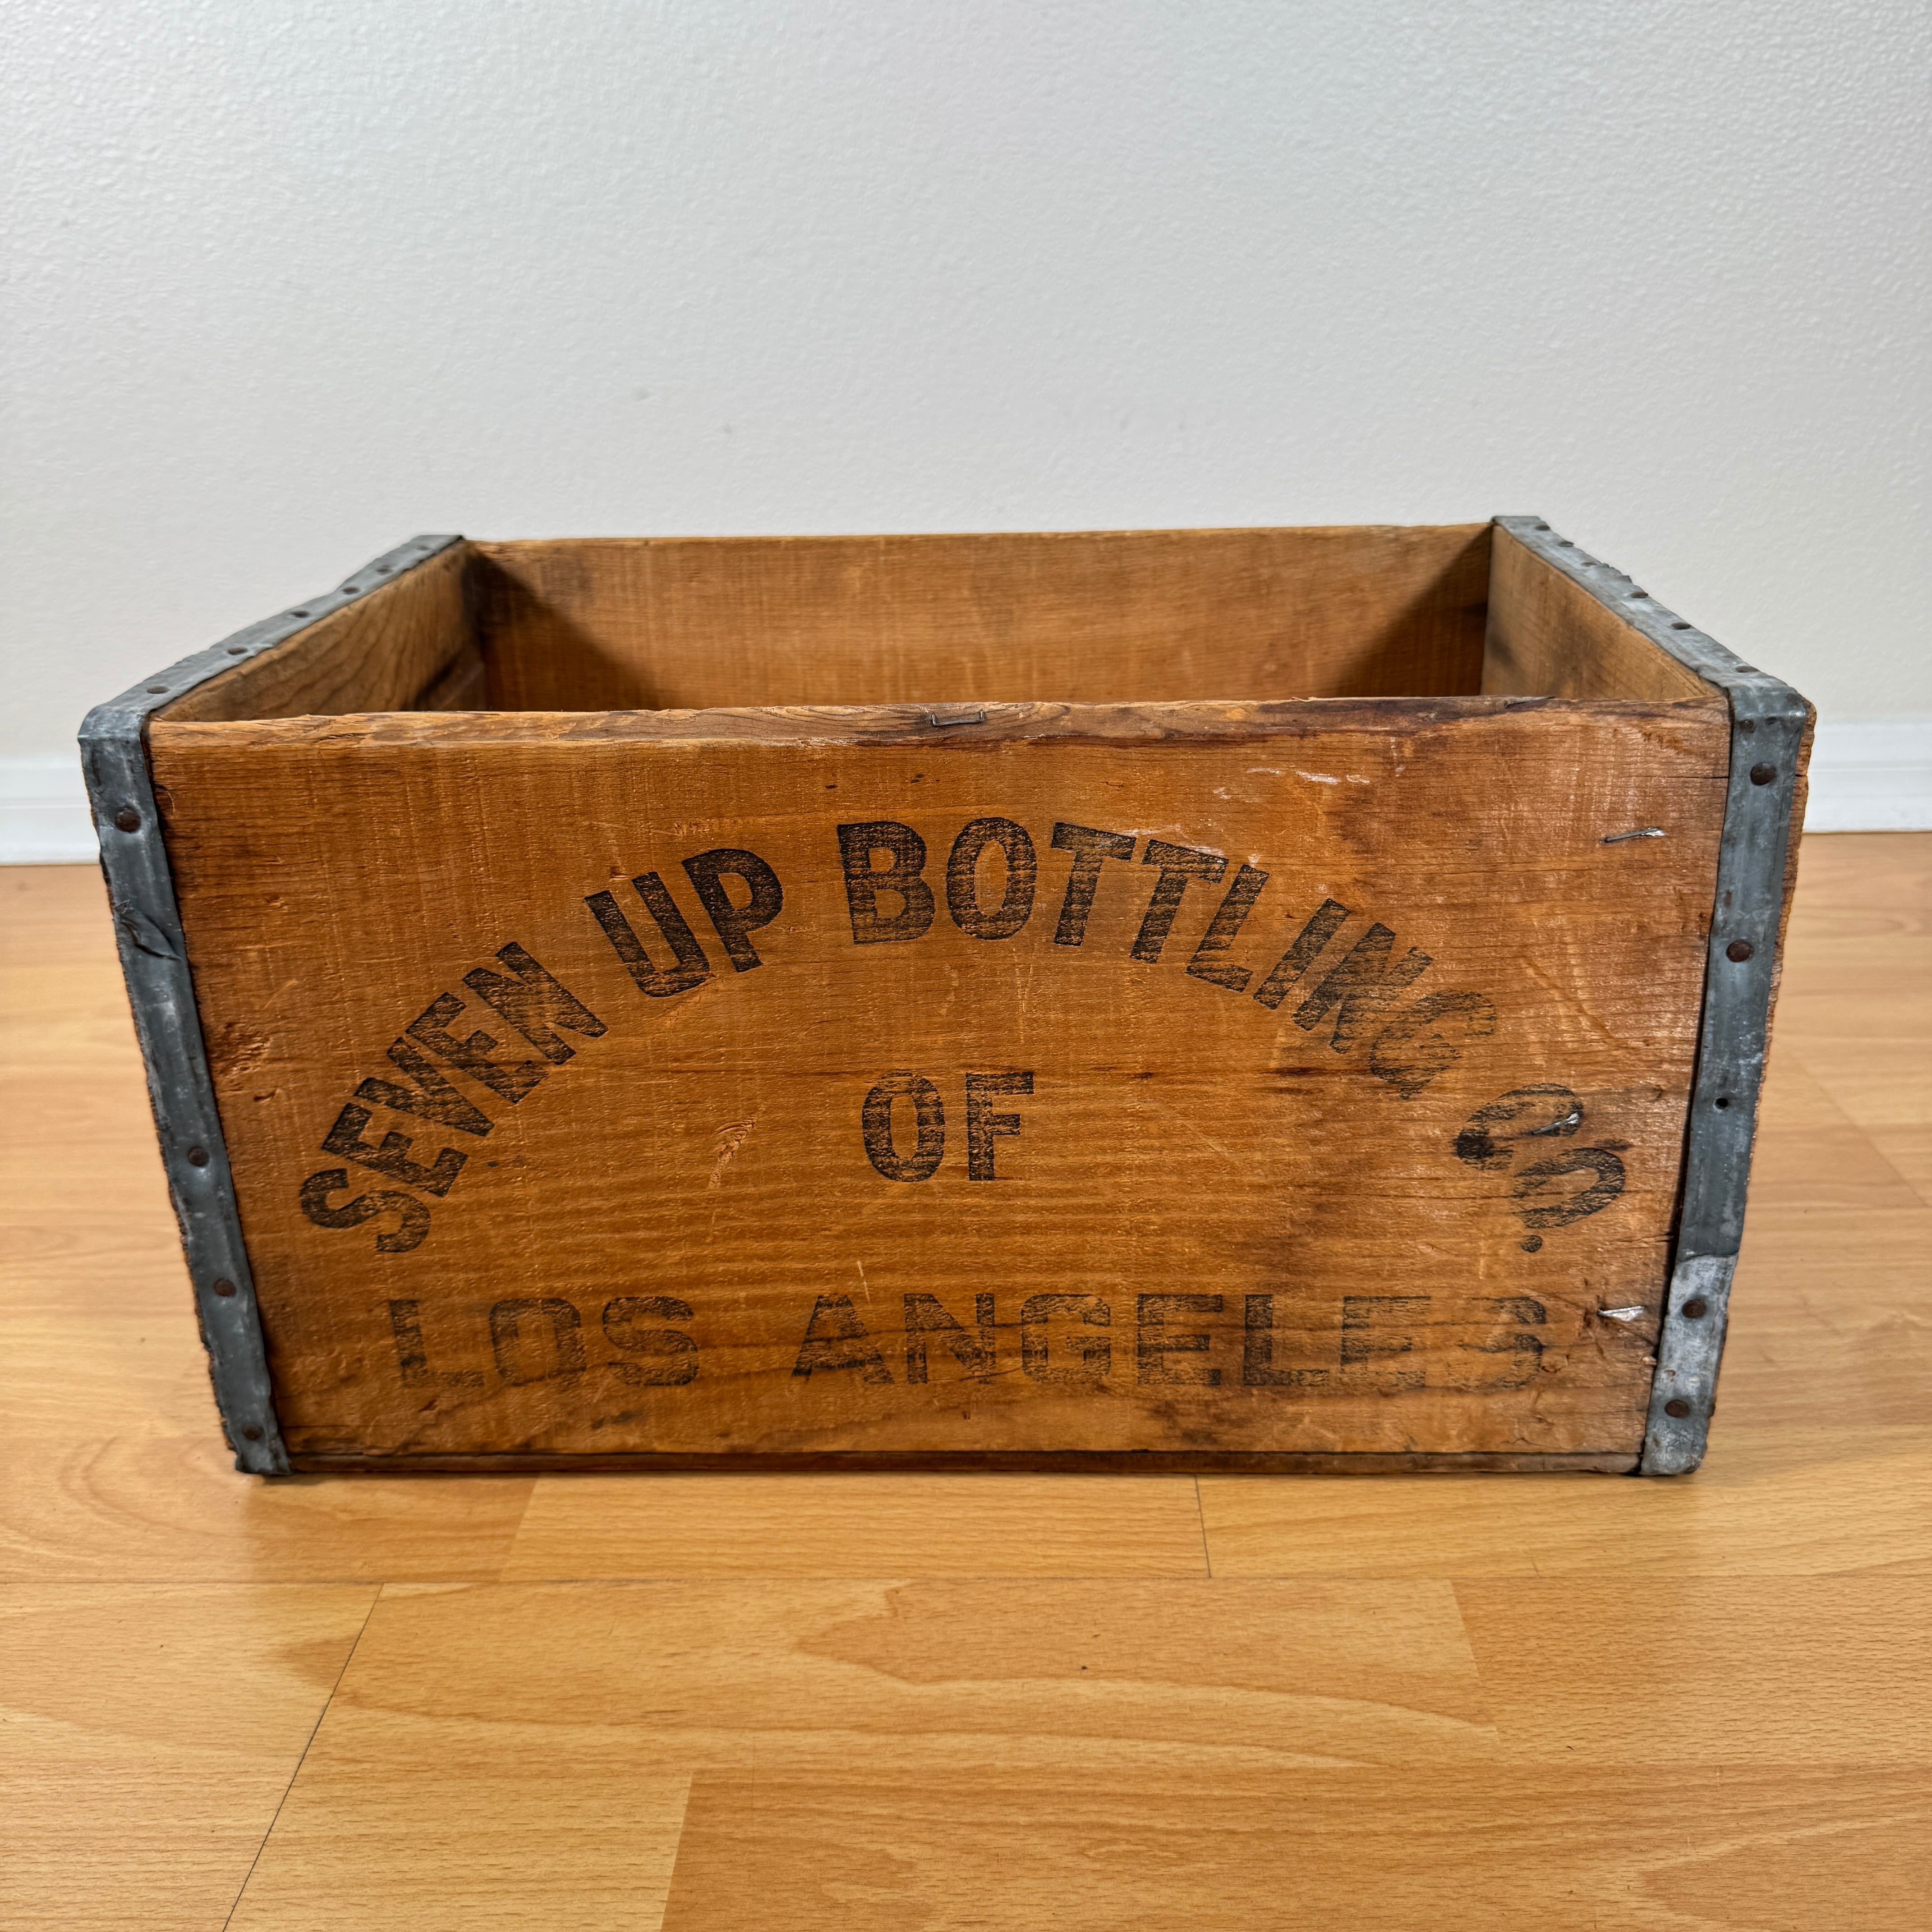 SEVEN UP BOTTLING CO.
OF
LOS ANGELES